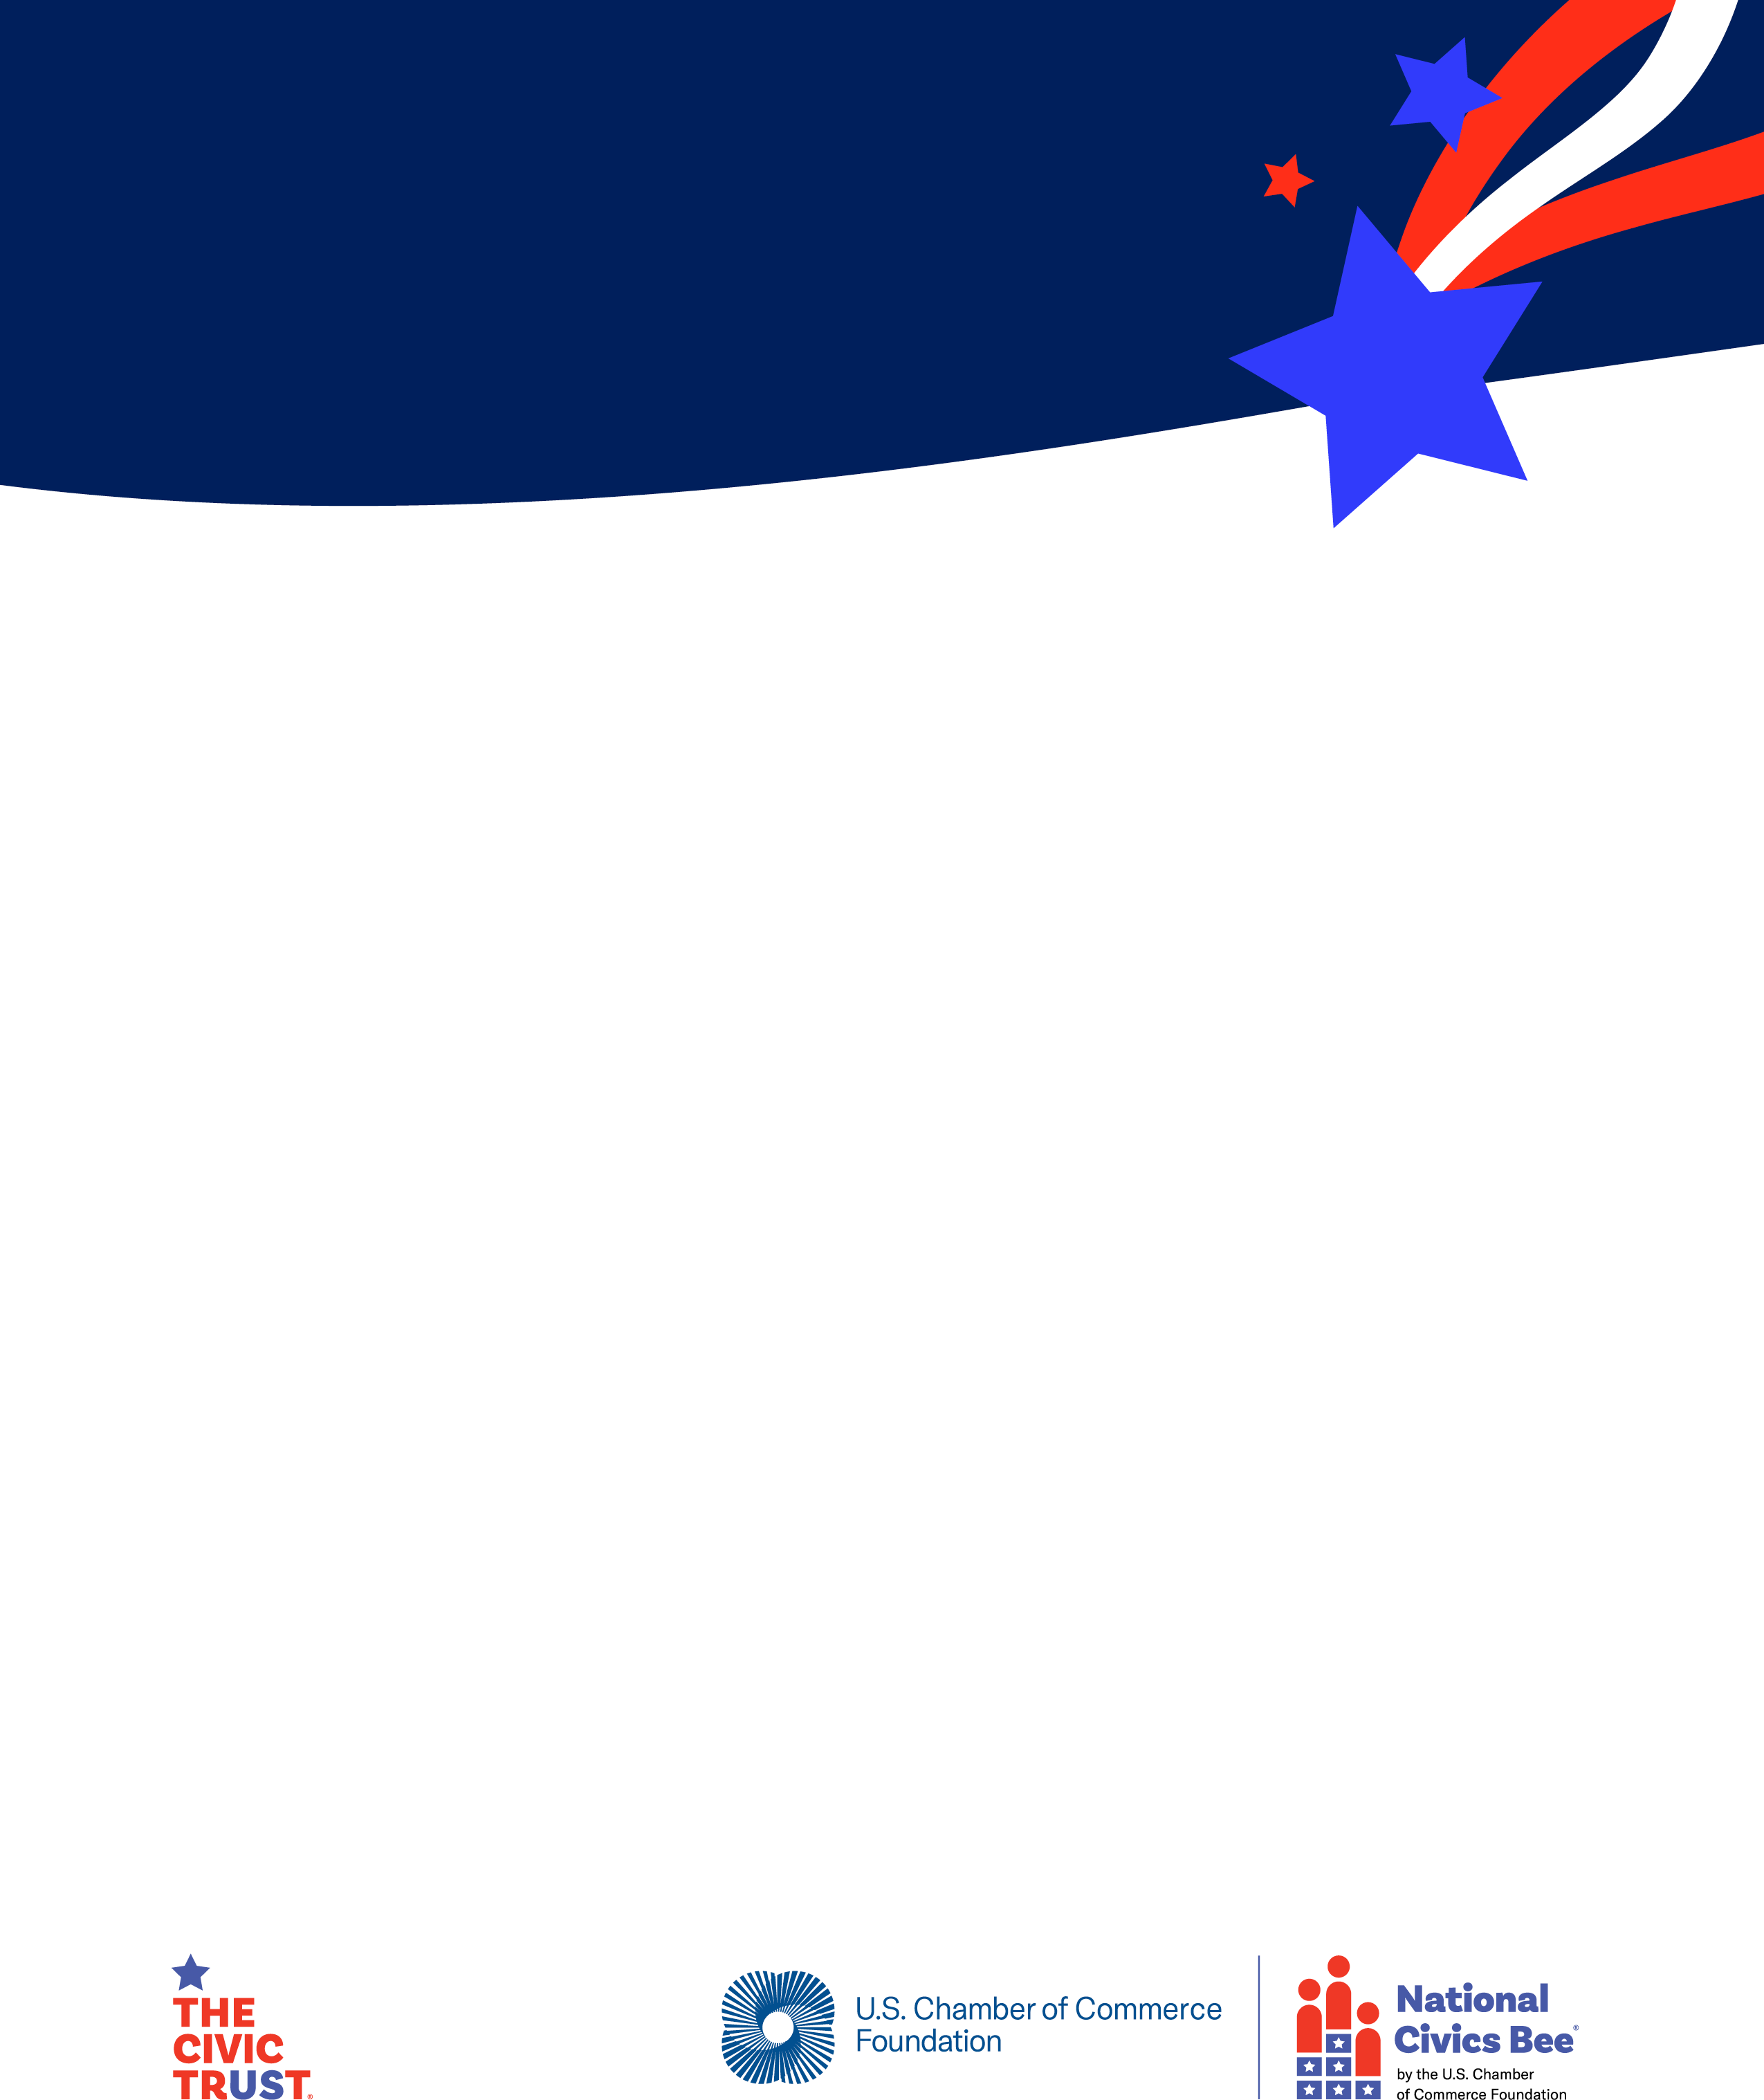 THE
CIVIC
TRUST®
U.S. Chamber of Commerce
Foundation
National
Civics Bee®
by the U.S. Chamber
of Commerce Foundation